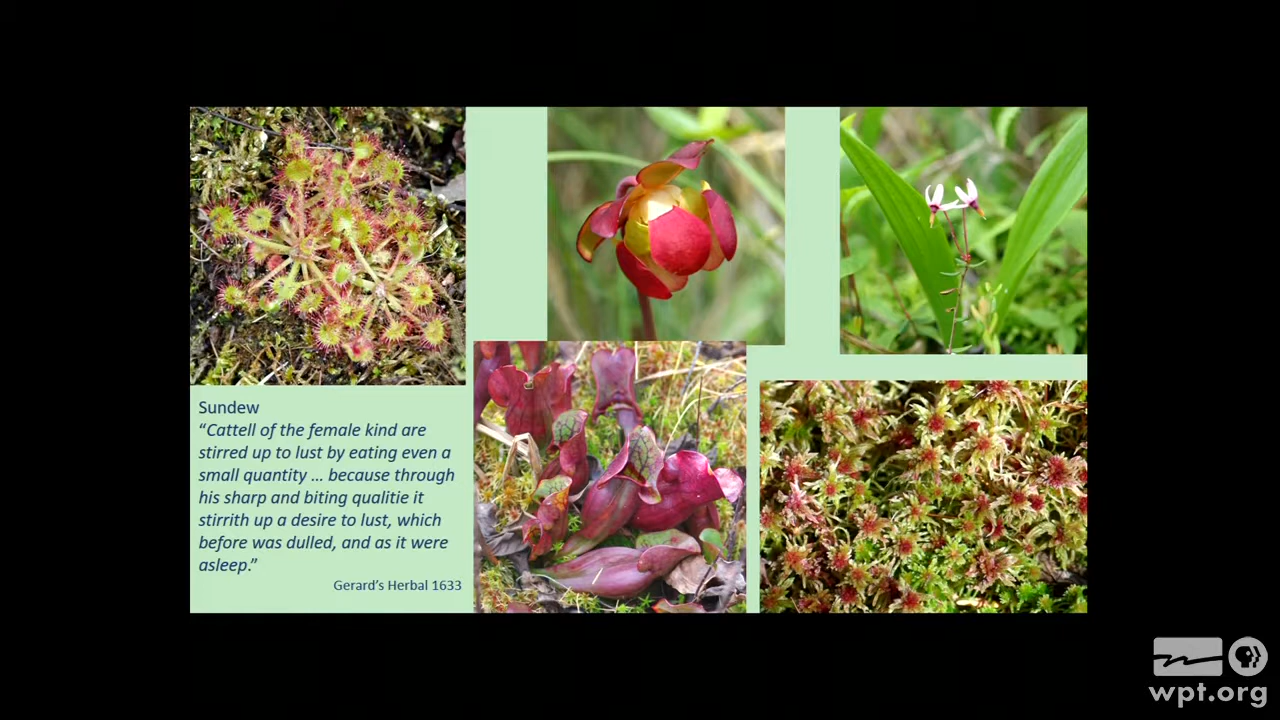 Sundew
“Cattell of the female kind are
stirred up to lust by eating even a
small quantity ... because through
his sharp and biting qualitie it
stirrith up a desire to lust, which
before was dulled, and as it were
asleep.”
Gerard’s Herbal 1633
wpt.org